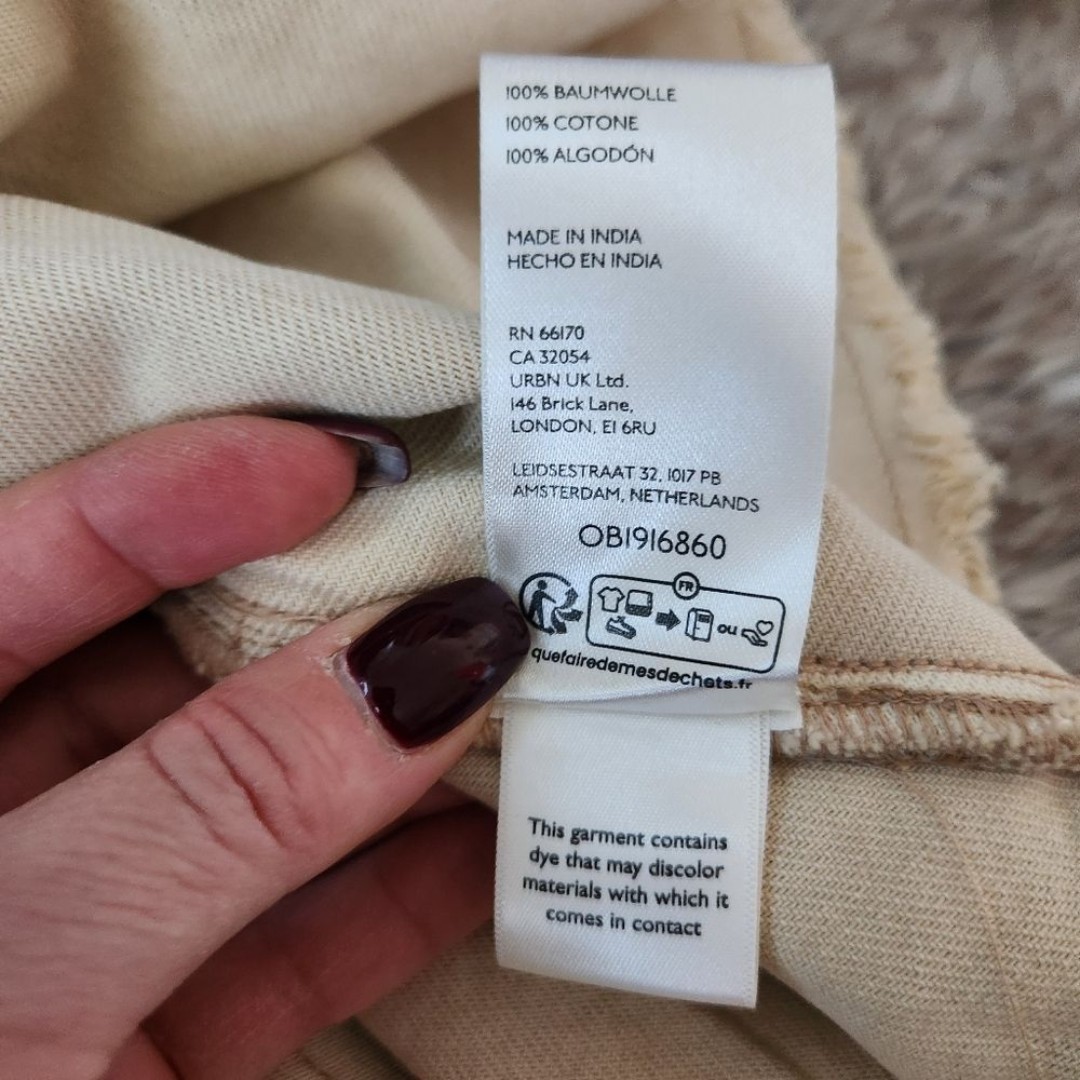 100% BAUMWOLLE
100% COTONE
100% ALGODÓN
MADE IN INDIA
HECHO EN INDIA
RN 66170
CA 32054
URBN UK Ltd.
146 Brick Lane,
LONDON, E1 6RU
LEIDSESTRAAT 32, 1017 PB
AMSTERDAM, NETHERLANDS
OB1916860
FR
ou
quefairedemesdechets.fr
This garment contains
dye that may discolor
materials with which it
comes in contact